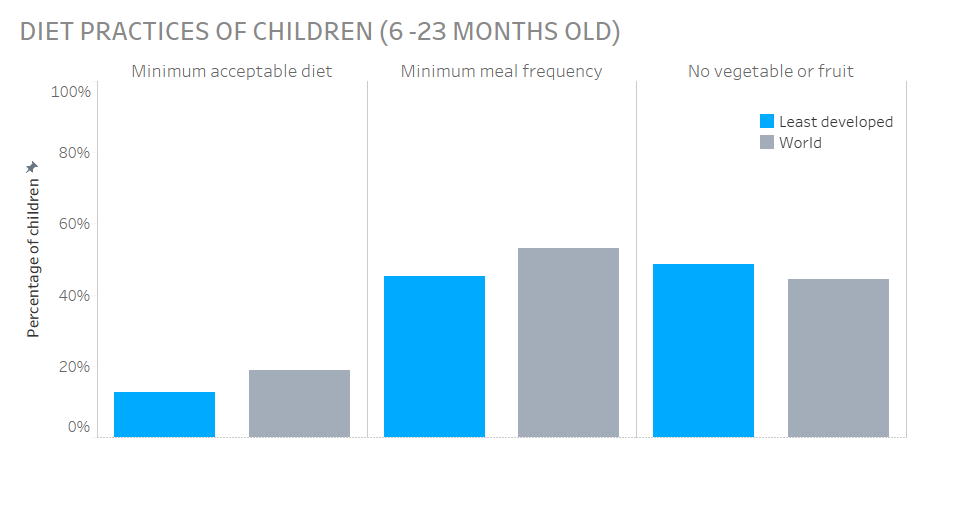 DIET PRACTICES OF CHILDREN (6 -23 MONTHS OLD)
Minimum acceptable diet
Minimum meal frequency
No vegetable or fruit
100%
80%
60%
40%
20%
0%
Percentage of children
Least developed
World